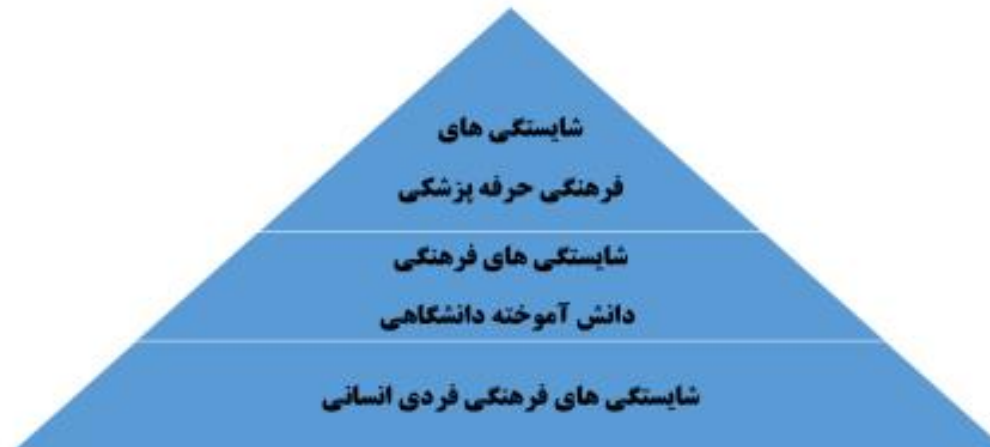 شایستگی های
فرهنگی حرفه پزشکی
شایستگی های فرهنگی
دانش آموخته دانشگاهی
شایستگی های فرهنگی فردی انسانی